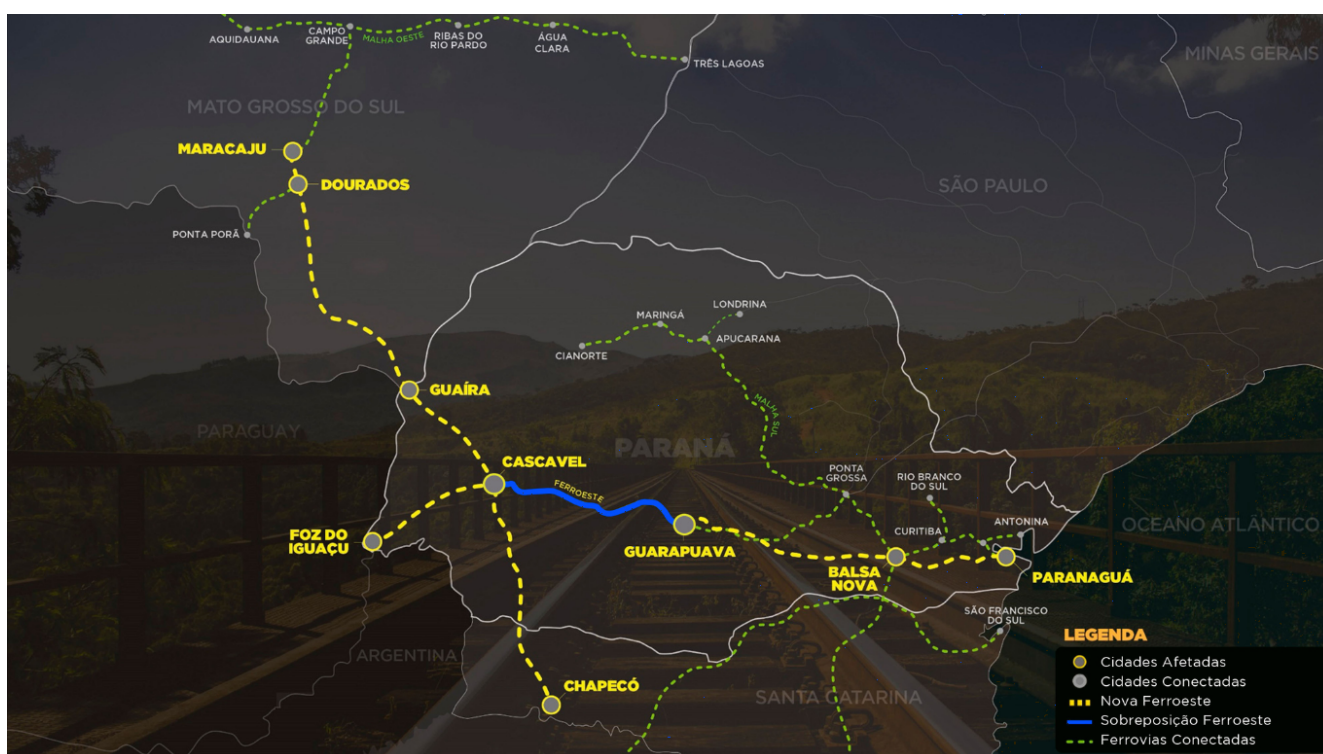 AQUIDAUANA
CAMPO
GRANDE
MALHA OESTE
RIBAS DO
RIO PARDO
ÁGUA
CLARA
TRÊS LAGOAS
MINAS GERAIS
MATO GROSSO DO SUL
MARACAJU
DOURADOS
SÃO PAULO
PONTA PORÃ
LONDRINA
MARINGÁ
APUCARANA
CIANORTE
GUAÍRA
MALHA SUL
PARAGUAY
PARANÁ
CASCAVEL
FERROESTE
PONTA
GROSSA
RIO BRANCO
DO SUL
FOZ DO
IGUAÇU
GUARAPUAVA
CURITIBA
ANTONINA
OCEANO ATLÂNTICO
BALSA
NOVA
PARANAGUÁ
SÃO FRANCISCO
DO SUL
ARGENTINA
CHAPECÓ
SANTA CATARINA
LEGENDA
Cidades Afetadas
Cidades Conectadas
Nova Ferroeste
Sobreposição Ferroeste
Ferrovias Conectadas